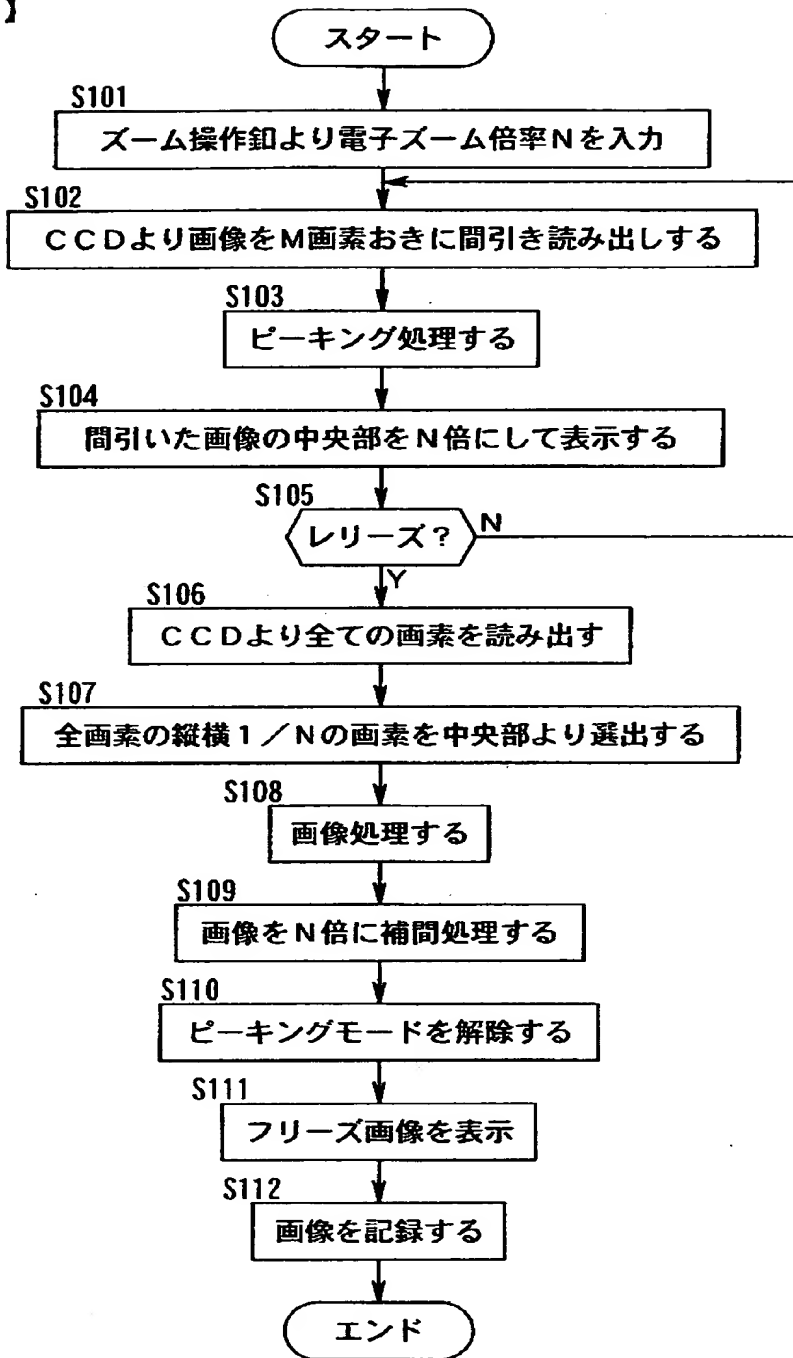 】
スタート
S101
ズーム操作釦より電子ズーム倍率Nを入力
S102
CCDより画像をM画素おきに間引き読み出しする
S103
ピーキング処理する
S104
間引いた画像の中央部をN倍にして表示する
S105
レリーズ?
N
Y
S106
CCDより全ての画素を読み出す
S107
全画素の縦横1/Nの画素を中央部より選出する
S108
画像処理する
S109
画像をN倍に補間処理する
S110
ピーキングモードを解除する
S111
フリーズ画像を表示
S112
画像を記録する
エンド